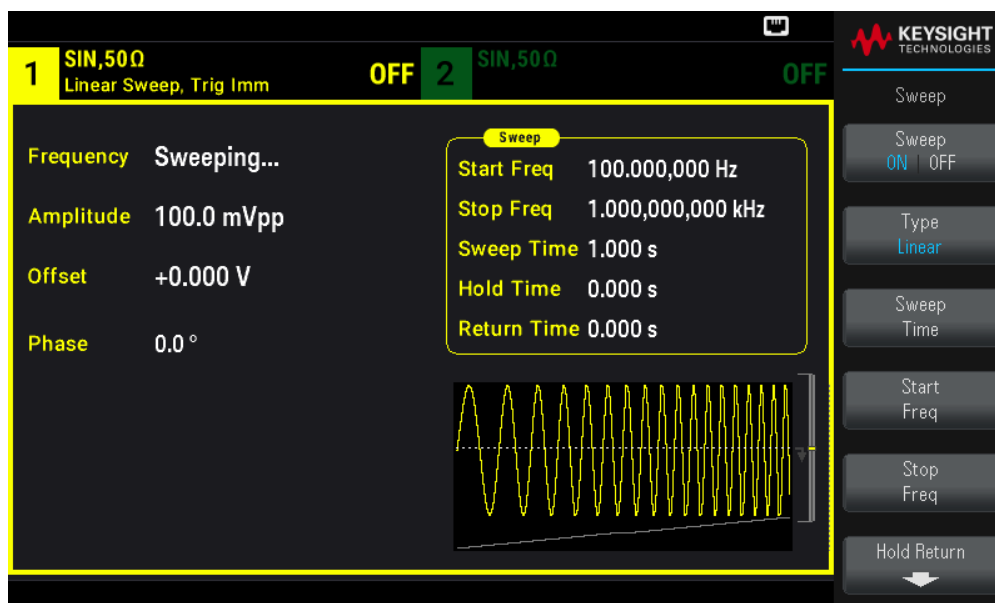 KEYSIGHT
TECHNOLOGIES
1
SIN,50Ω
Linear Sweep, Trig Imm
OFF
2
SIN,50Ω
OFF
Frequency Sweeping...
Amplitude 100.0 mVpp
Offset +0.000 V
Phase 0.0 °
Sweep
Start Freq 100.000,000 Hz
Stop Freq 1.000,000,000 kHz
Sweep Time 1.000 s
Hold Time 0.000 s
Return Time 0.000 s
Sweep
Sweep
ON | OFF
Type
Linear
Sweep
Time
Start
Freq
Stop
Freq
Hold Return